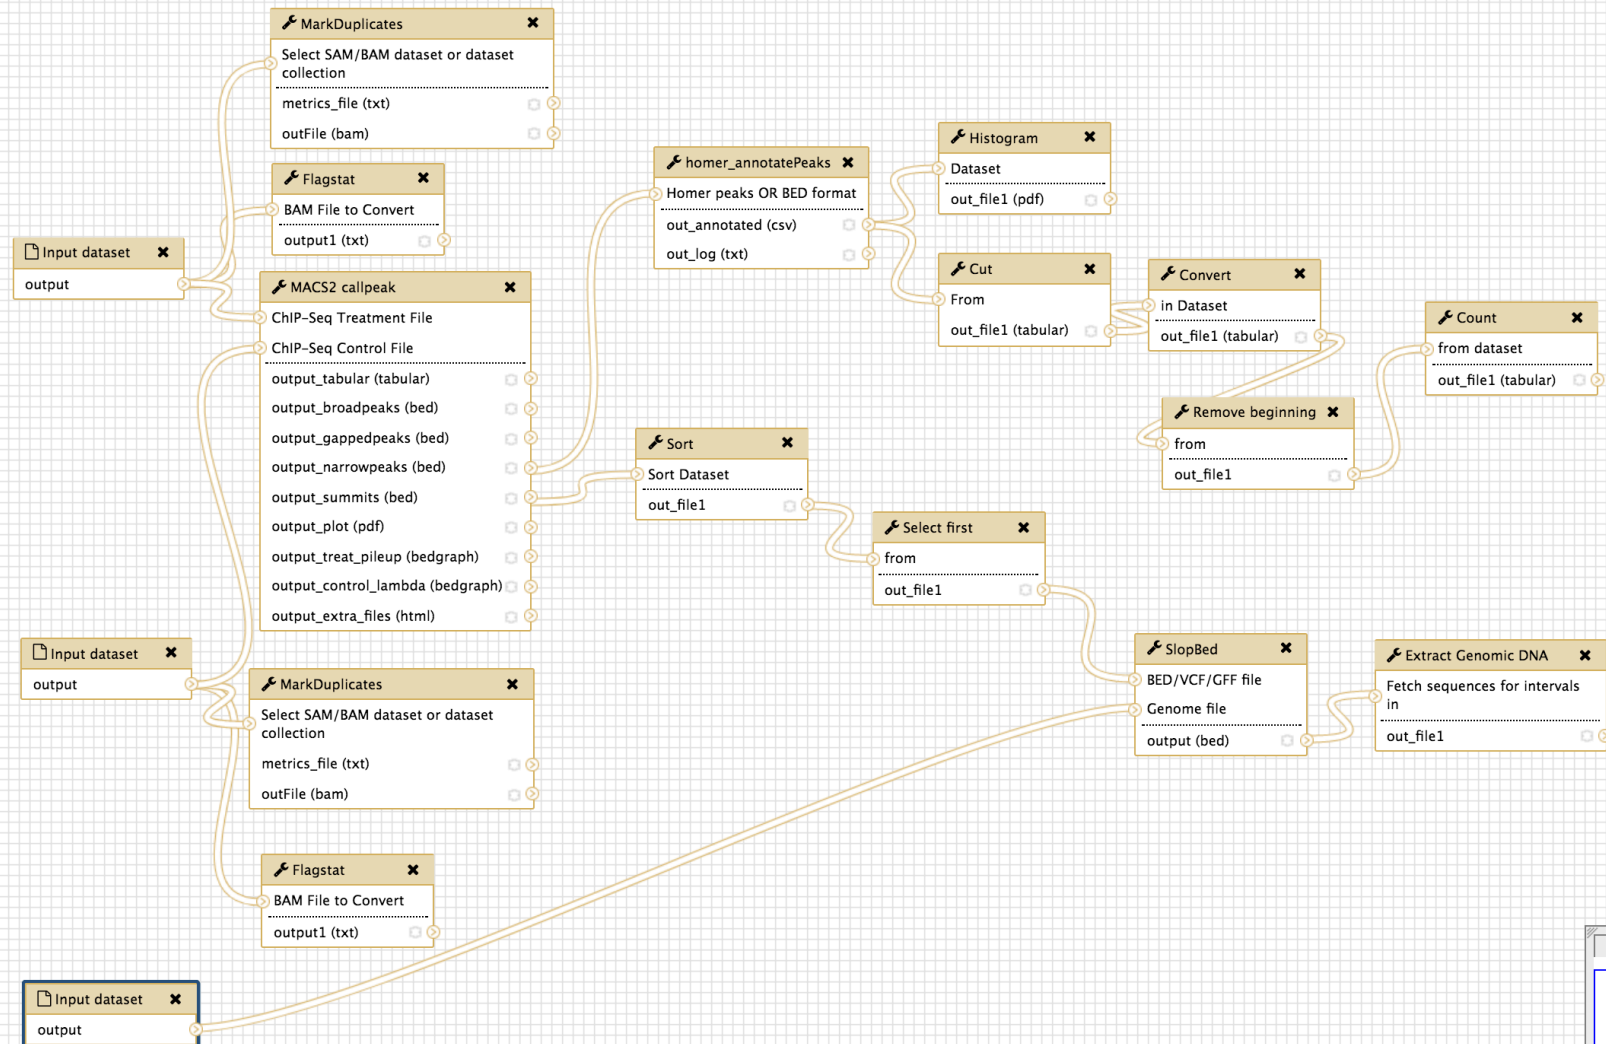 MarkDuplicates
Select SAM/BAM dataset or dataset
collection
metrics_file (txt)
outFile (bam)
Flagstat
BAM File to Convert
output1 (txt)
Input dataset
output
MACS2 callpeak
ChIP-Seq Treatment File
ChIP-Seq Control File
output_tabular (tabular)
output_broadpeaks (bed)
output_gappedpeaks (bed)
output_narrowpeaks (bed)
output_summits (bed)
output_plot (pdf)
output_treat_pileup (bedgraph)
output_control_lambda (bedgraph)
output_extra_files (html)
homer_annotatePeaks
Homer peaks OR BED format
out_annotated (csv)
out_log (txt)
Histogram
Dataset
out_file1 (pdf)
Cut
From
out_file1 (tabular)
Convert
in Dataset
out_file1 (tabular)
Count
from dataset
out_file1 (tabular)
Remove beginning
from
out_file1
Sort
Sort Dataset
out_file1
Select first
from
out_file1
Input dataset
output
MarkDuplicates
Select SAM/BAM dataset or dataset
collection
metrics_file (txt)
outFile (bam)
SlopBed
BED/VCF/GFF file
Genome file
output (bed)
Extract Genomic DNA
Fetch sequences for intervals
in
out_file1
Flagstat
BAM File to Convert
output1 (txt)
Input dataset
output